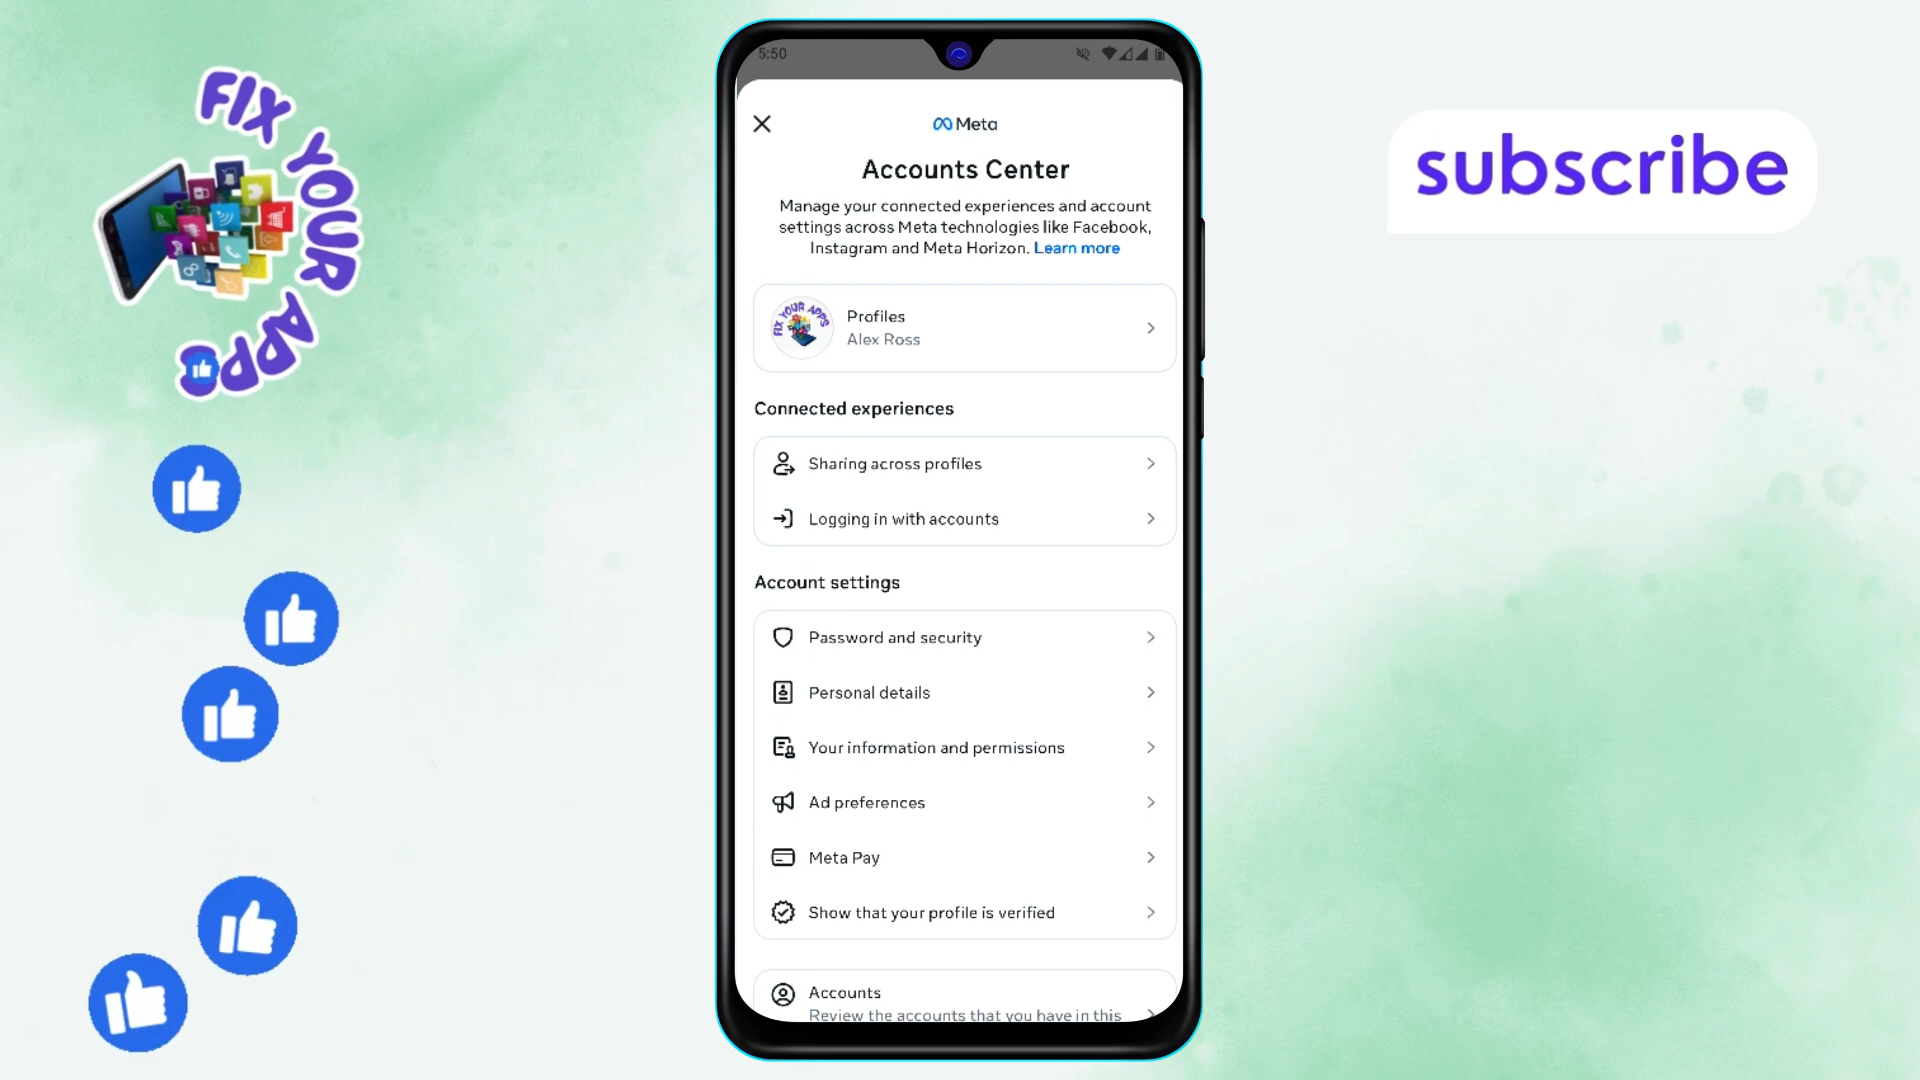 FIX YOUR APPS
subscribe
5:50
Meta
Accounts Center
Manage your connected experiences and account
settings across Meta technologies like Facebook,
Instagram and Meta Horizon. Learn more
FIX YOUR APPS
Profiles
Alex Ross
Connected experiences
Sharing across profiles
Logging in with accounts
Account settings
Password and security
Personal details
Your information and permissions
Ad preferences
Meta Pay
Show that your profile is verified
Accounts
Review the accounts that you have in this